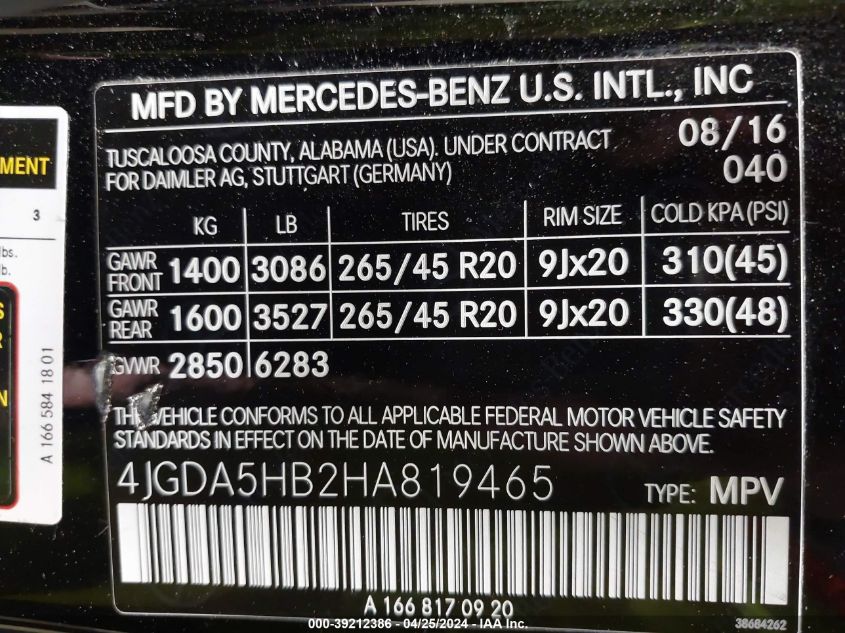 MFD BY MERCEDES-BENZ U.S. INTL., INC
TUSCALOOSA COUNTY, ALABAMA (USA). UNDER CONTRACT 08/16
FOR DAIMLER AG, STUTTGART (GERMANY) 040
KG LB TIRES RIM SIZE COLD KPA (PSI)
GAWR FRONT 1400 3086 265/45 R20 9Jx20 310(45)
GAWR REAR 1600 3527 265/45 R20 9Jx20 330(48)
GVWR 2850 6283
THIS VEHICLE CONFORMS TO ALL APPLICABLE FEDERAL MOTOR VEHICLE SAFETY
STANDARDS IN EFFECT ON THE DATE OF MANUFACTURE SHOWN ABOVE.
4JGDA5HB2HA819465 TYPE: MPV
A 166 817 09 20
38684262
MENT
3
lbs.
lb.
S
R
N
A 166 584 18 01
000-39212386 - 04/25/2024 - IAA Inc.